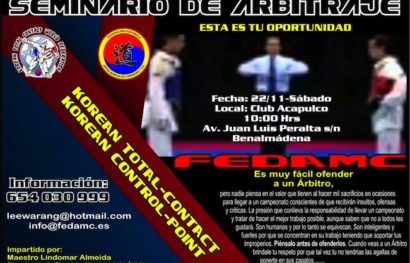 SEMINARIO DE ARBITRAJE
ESTA ES TU OPORTUNIDAD
Fecha: 22/11-Sábado
Local: Club Acapulco
10:00 Hrs
Av. Juan Luis Peralta s/n
Benalmádena
KOREAN TOTAL-CONTACT
KOREAN CONTROL-POINT
FEDAMC
Es muy fácil ofender
a un Árbitro,
pero nadie piensa en el valor que tienen al hacer mil sacrificios en ocasiones
para llegar a un campeonato conscientes de que recibirán insultos, ofensas
y críticas. La presión que conlleva la responsabilidad de llevar un campeonato
y tratar de hacer el mejor trabajo posible, aunque saben que no a todos les
gustará. Son humanos y por lo tanto se equivocan. Son inteligentes y
fuertes por que se concentran en su trabajo teniendo que soportar tus
improperios. Piénsalo antes de ofenderlos. Cuando veas a un Árbitro
bríndale tu respeto por que tal vez tu no tendrías las agallas de
ponerte en sus zapatos......
Información:
654 030 999
leewarang@hotmail.com
info@fedamc.es
Impartido por:
Maestro Lindomar Almeida